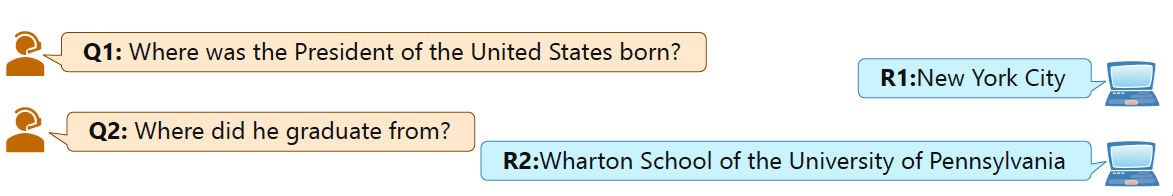 Q1: Where was the President of the United States born?
R1:New York City
Q2: Where did he graduate from?
R2:Wharton School of the University of Pennsylvania